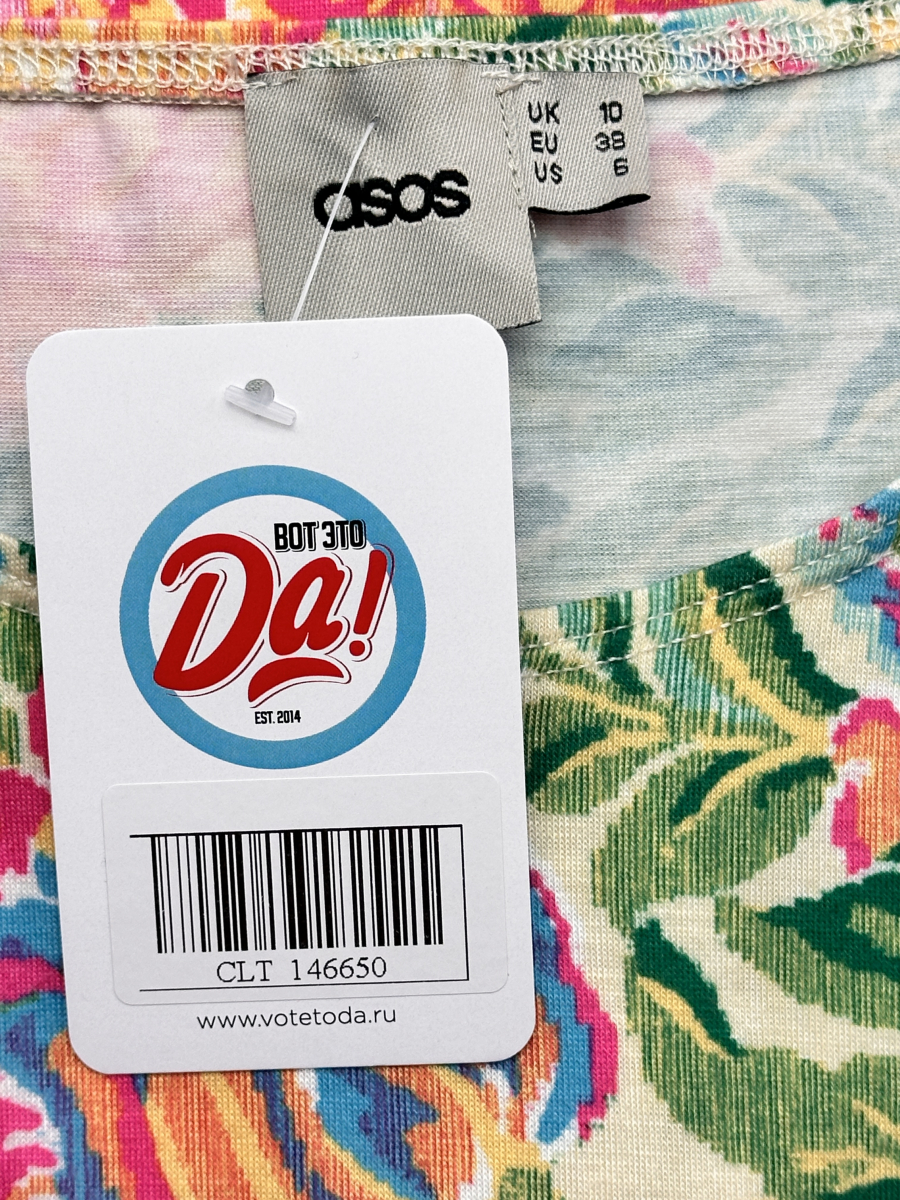 asos
UK 10
EU 38
US 6
ВОТ ЭТО
Да!
EST. 2014
CLT 146650
www.votetoda.ru